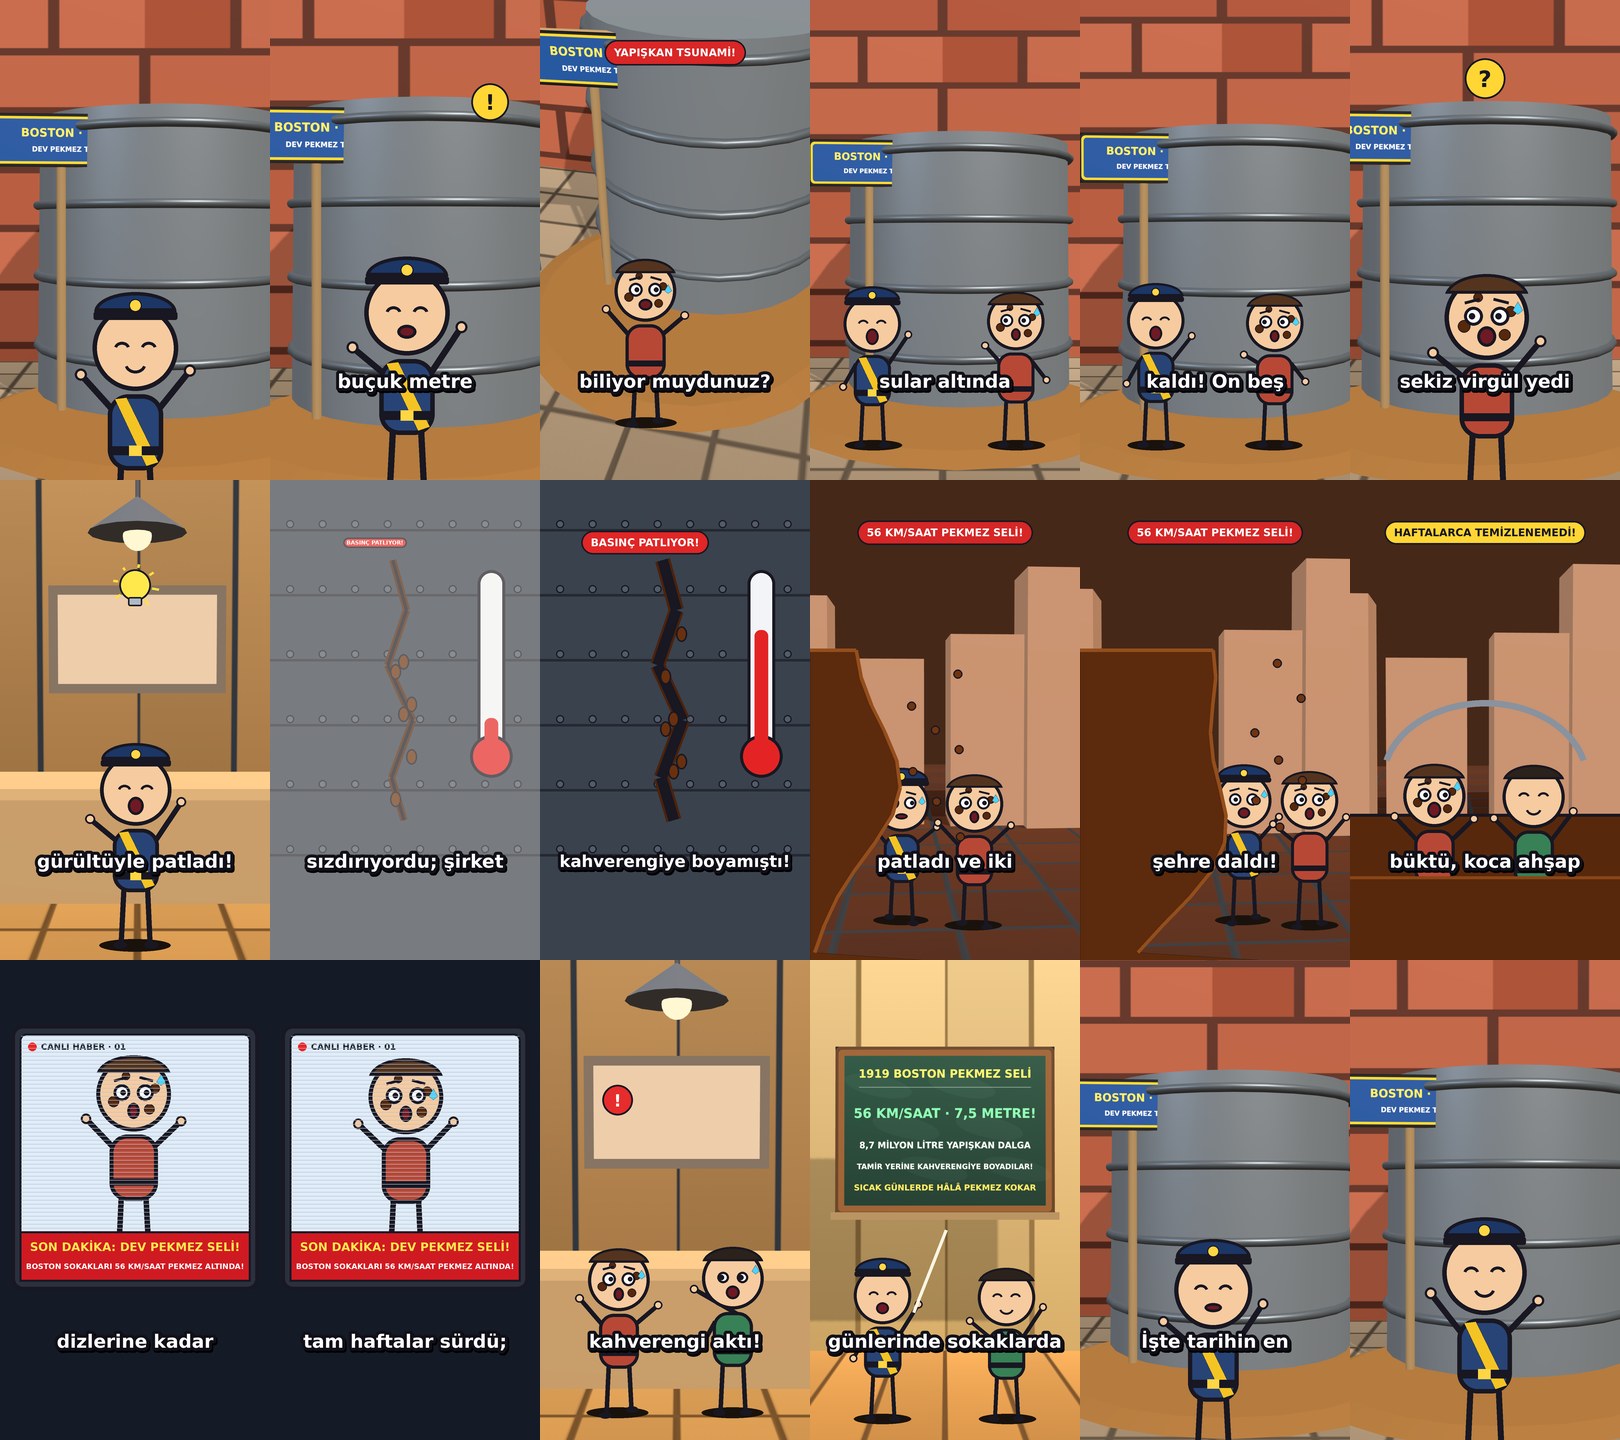 BOSTON ·
DEV PEKMEZ T
BOSTON ·
DEV PEKMEZ T
!
buçuk metre
BOSTON
DEV PEKMEZ T
YAPIŞKAN TSUNAMİ!
biliyor muydunuz?
BOSTON ·
DEV PEKMEZ T
sular altında
BOSTON ·
DEV PEKMEZ T
kaldı! On beş
?
BOSTON ·
DEV PEKMEZ T
sekiz virgül yedi
gürültüyle patladı!
BASINÇ PATLIYOR!
sızdırıyordu; şirket
BASINÇ PATLIYOR!
kahverengiye boyamıştı!
56 KM/SAAT PEKMEZ SELİ!
patladı ve iki
56 KM/SAAT PEKMEZ SELİ!
şehre daldı!
HAFTALARCA TEMİZLENEMEDİ!
büktü, koca ahşap
CANLI HABER · 01
SON DAKİKA: DEV PEKMEZ SELİ!
BOSTON SOKAKLARI 56 KM/SAAT PEKMEZ ALTINDA!
dizlerine kadar
CANLI HABER · 01
SON DAKİKA: DEV PEKMEZ SELİ!
BOSTON SOKAKLARI 56 KM/SAAT PEKMEZ ALTINDA!
tam haftalar sürdü;
!
kahverengi aktı!
1919 BOSTON PEKMEZ SELİ
56 KM/SAAT · 7,5 METRE!
8,7 MİLYON LİTRE YAPIŞKAN DALGA
TAMİR YERİNE KAHVERENGİYE BOYADILAR!
SICAK GÜNLERDE HÂLÂ PEKMEZ KOKAR
günlerinde sokaklarda
BOSTON ·
DEV PEKMEZ T
İşte tarihin en
BOSTON ·
DEV PEKMEZ T